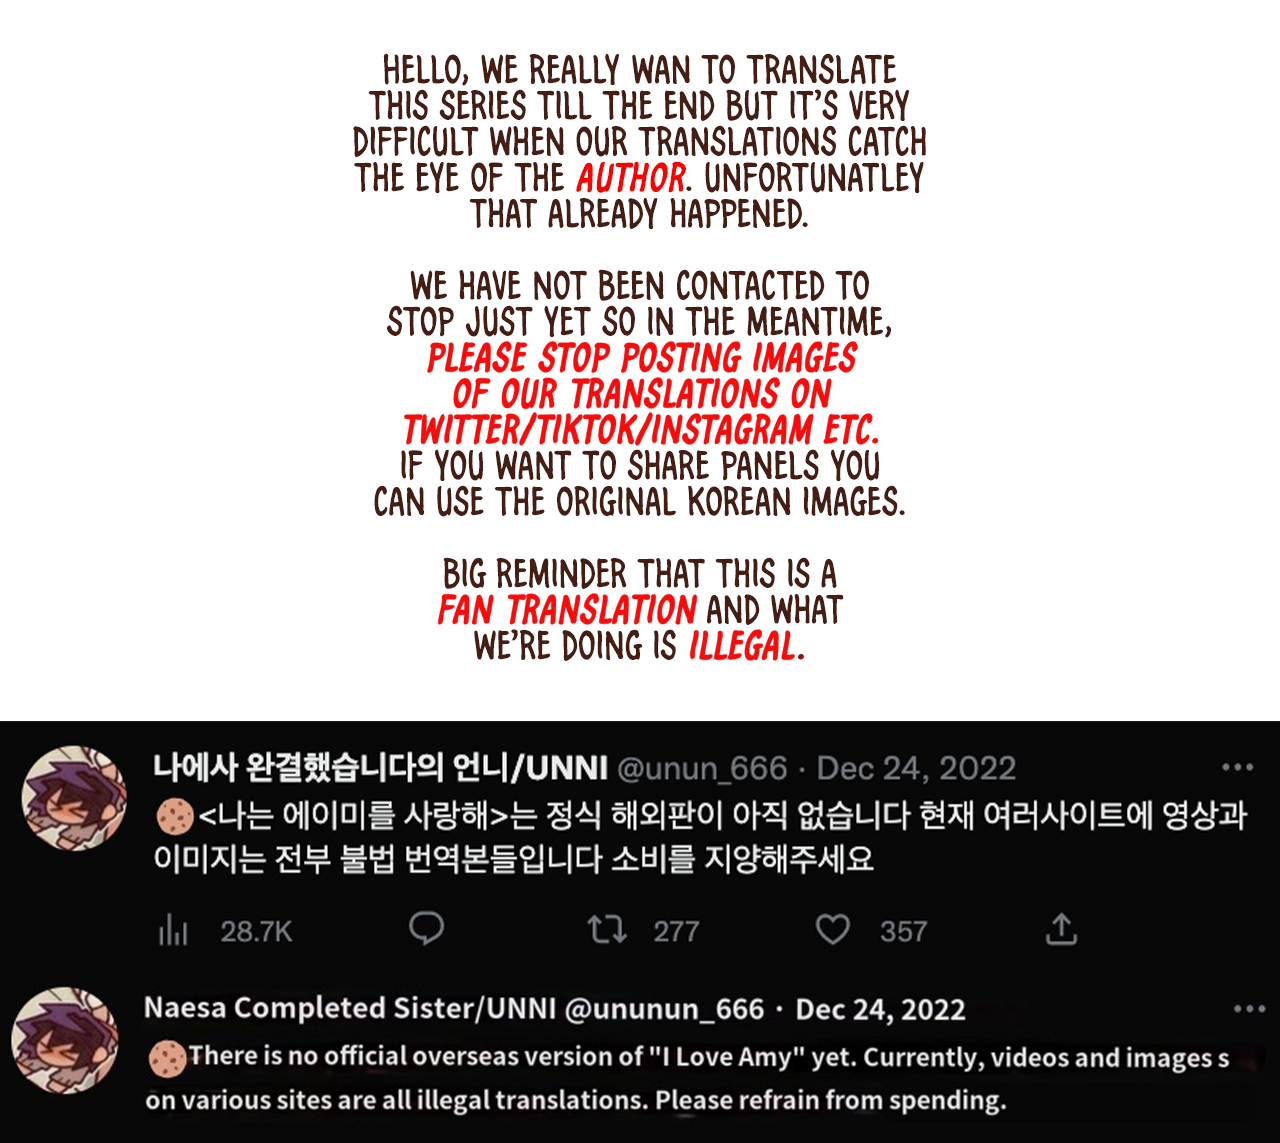 HELLO, WE REALLY WAN TO TRANSLATE
THIS SERIES TILL THE END BUT IT'S VERY
DIFFICULT WHEN OUR TRANSLATIONS CATCH
THE EYE OF THE AUTHOR. UNFORTUNATLEY
THAT ALREADY HAPPENED.
WE HAVE NOT BEEN CONTACTED TO
STOP JUST YET SO IN THE MEANTIME,
PLEASE STOP POSTING IMAGES
OF OUR TRANSLATIONS ON
TWITTER/TIKTOK/INSTAGRAM ETC.
IF YOU WANT TO SHARE PANELS YOU
CAN USE THE ORIGINAL KOREAN IMAGES.
BIG REMINDER THAT THIS IS A
FAN TRANSLATION AND WHAT
WE'RE DOING IS ILLEGAL.
나에사 완결했습니다의 언니/UNNI @unun_666 · Dec 24, 2022
🍪<나는 에이미를 사랑해>는 정식 해외판이 아직 없습니다 현재 여러사이트에 영상과
이미지는 전부 불법 번역본들입니다 소비를 지양해주세요
28.7K 277 357
Naesa Completed Sister/UNNI @ununun_666 · Dec 24, 2022
🍪There is no official overseas version of "I Love Amy" yet. Currently, videos and images s
on various sites are all illegal translations. Please refrain from spending.